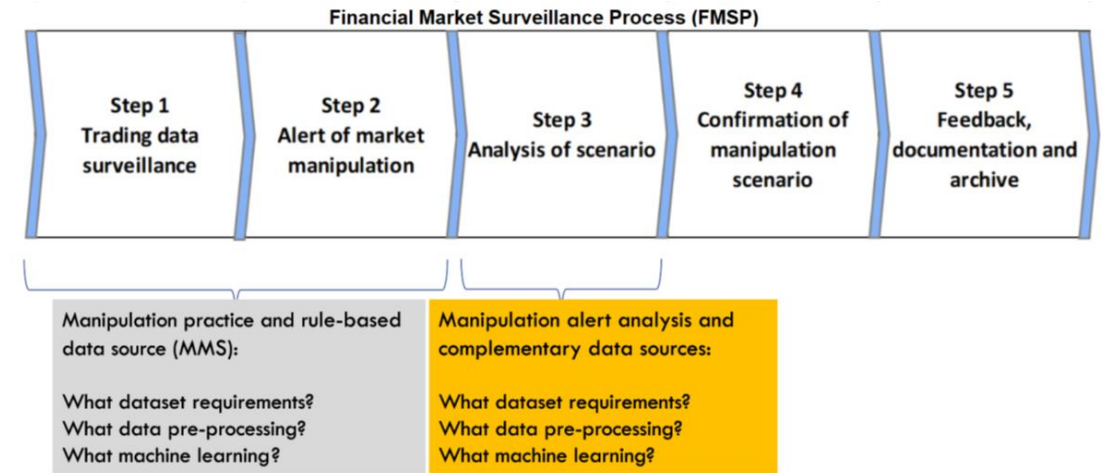 Financial Market Surveillance Process (FMSP)
Step 1
Trading data
surveillance
Step 2
Alert of market
manipulation
Step 3
Analysis of scenario
Step 4
Confirmation of
manipulation
scenario
Step 5
Feedback,
documentation and
archive
Manipulation practice and rule-based
data source (MMS):
What dataset requirements?
What data pre-processing?
What machine learning?
Manipulation alert analysis and
complementary data sources:
What dataset requirements?
What data pre-processing?
What machine learning?